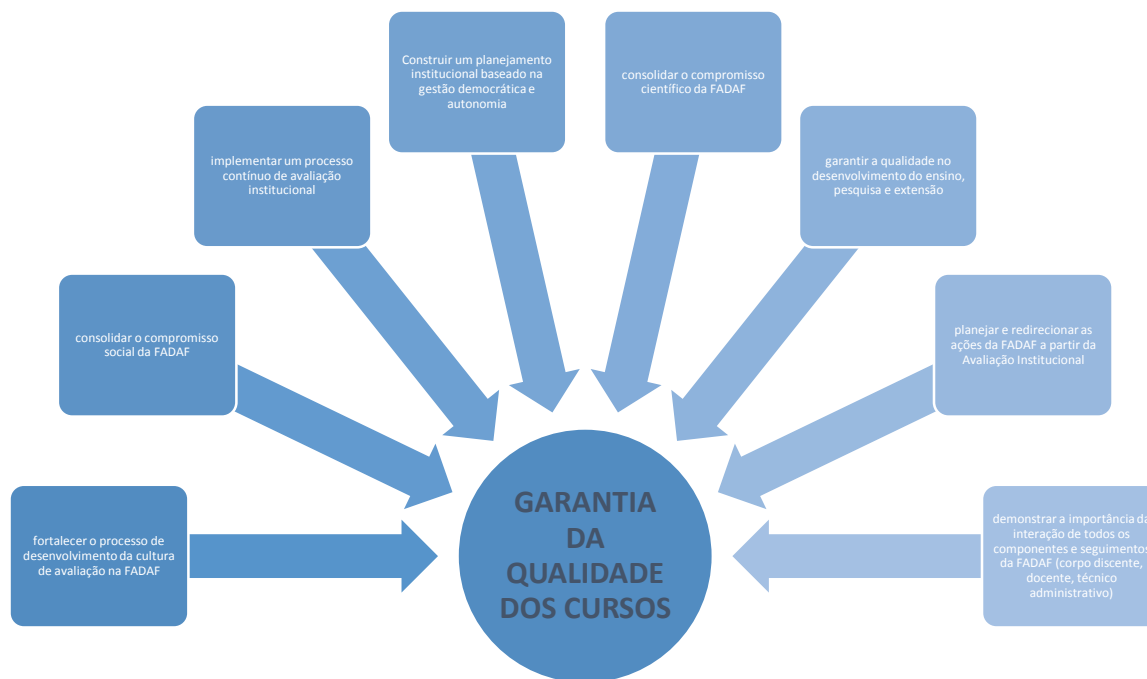 Construir um planejamento
institucional baseado na
gestão democrática e
autonomia
consolidar o compromisso
científico da FADAF
implementar um processo
contínuo de avaliação
institucional
garantir a qualidade no
desenvolvimento do ensino,
pesquisa e extensão
consolidar o compromisso
social da FADAF
planejar e redirecionar as
ações da FADAF a partir da
Avaliação Institucional
fortalecer o processo de
desenvolvimento da cultura
de avaliação na FADAF
GARANTIA
DA
QUALIDADE
DOS CURSOS
demonstrar a importância da
interação de todos os
componentes e seguimentos
da FADAF (corpo discente,
docente, técnico
administrativo)